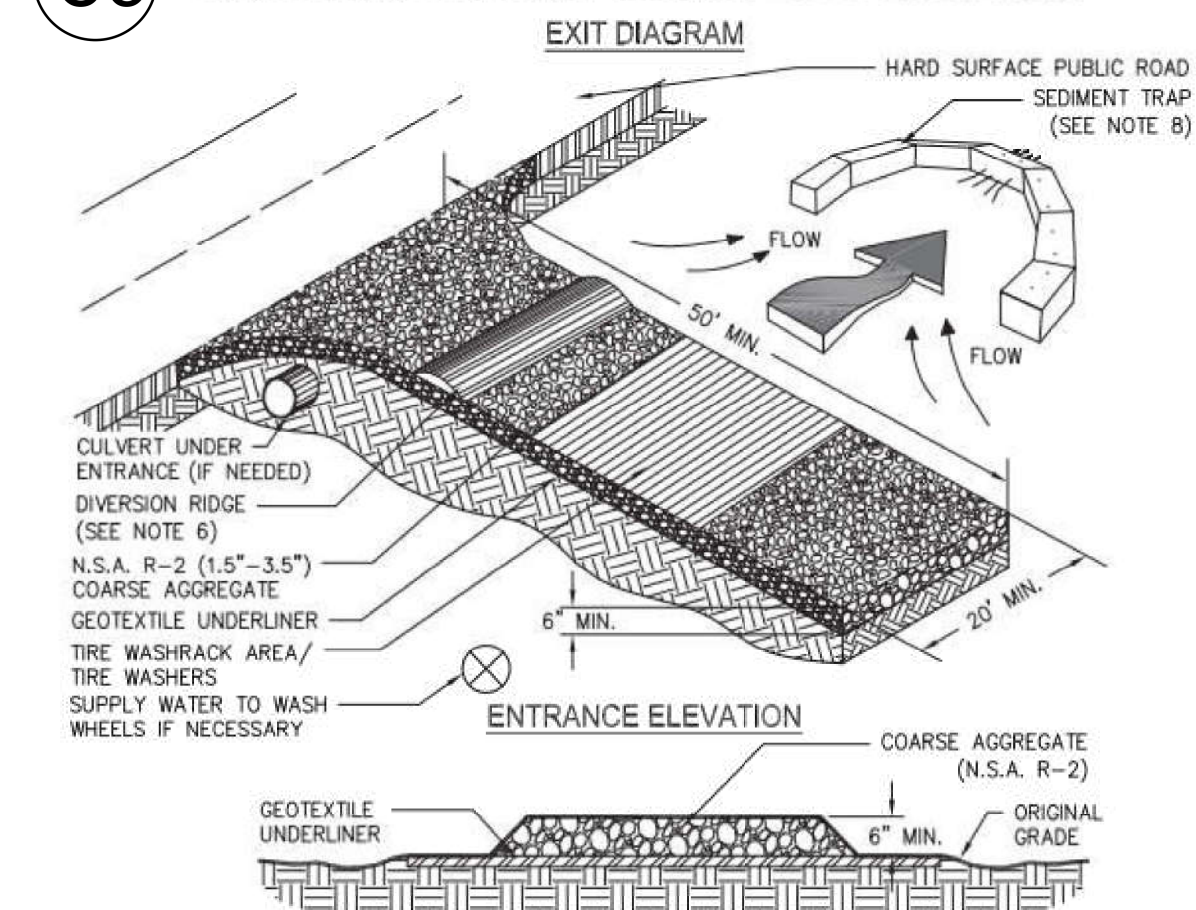 EXIT DIAGRAM
HARD SURFACE PUBLIC ROAD
SEDIMENT TRAP
(SEE NOTE 8)
FLOW
50' MIN.
FLOW
CULVERT UNDER
ENTRANCE (IF NEEDED)
DIVERSION RIDGE
(SEE NOTE 6)
N.S.A. R-2 (1.5"-3.5")
COARSE AGGREGATE
GEOTEXTILE UNDERLINER
TIRE WASHRACK AREA/
TIRE WASHERS
SUPPLY WATER TO WASH
WHEELS IF NECESSARY
6" MIN.
20' MIN.
ENTRANCE ELEVATION
COARSE AGGREGATE
(N.S.A. R-2)
GEOTEXTILE
UNDERLINER
6" MIN.
ORIGINAL
GRADE